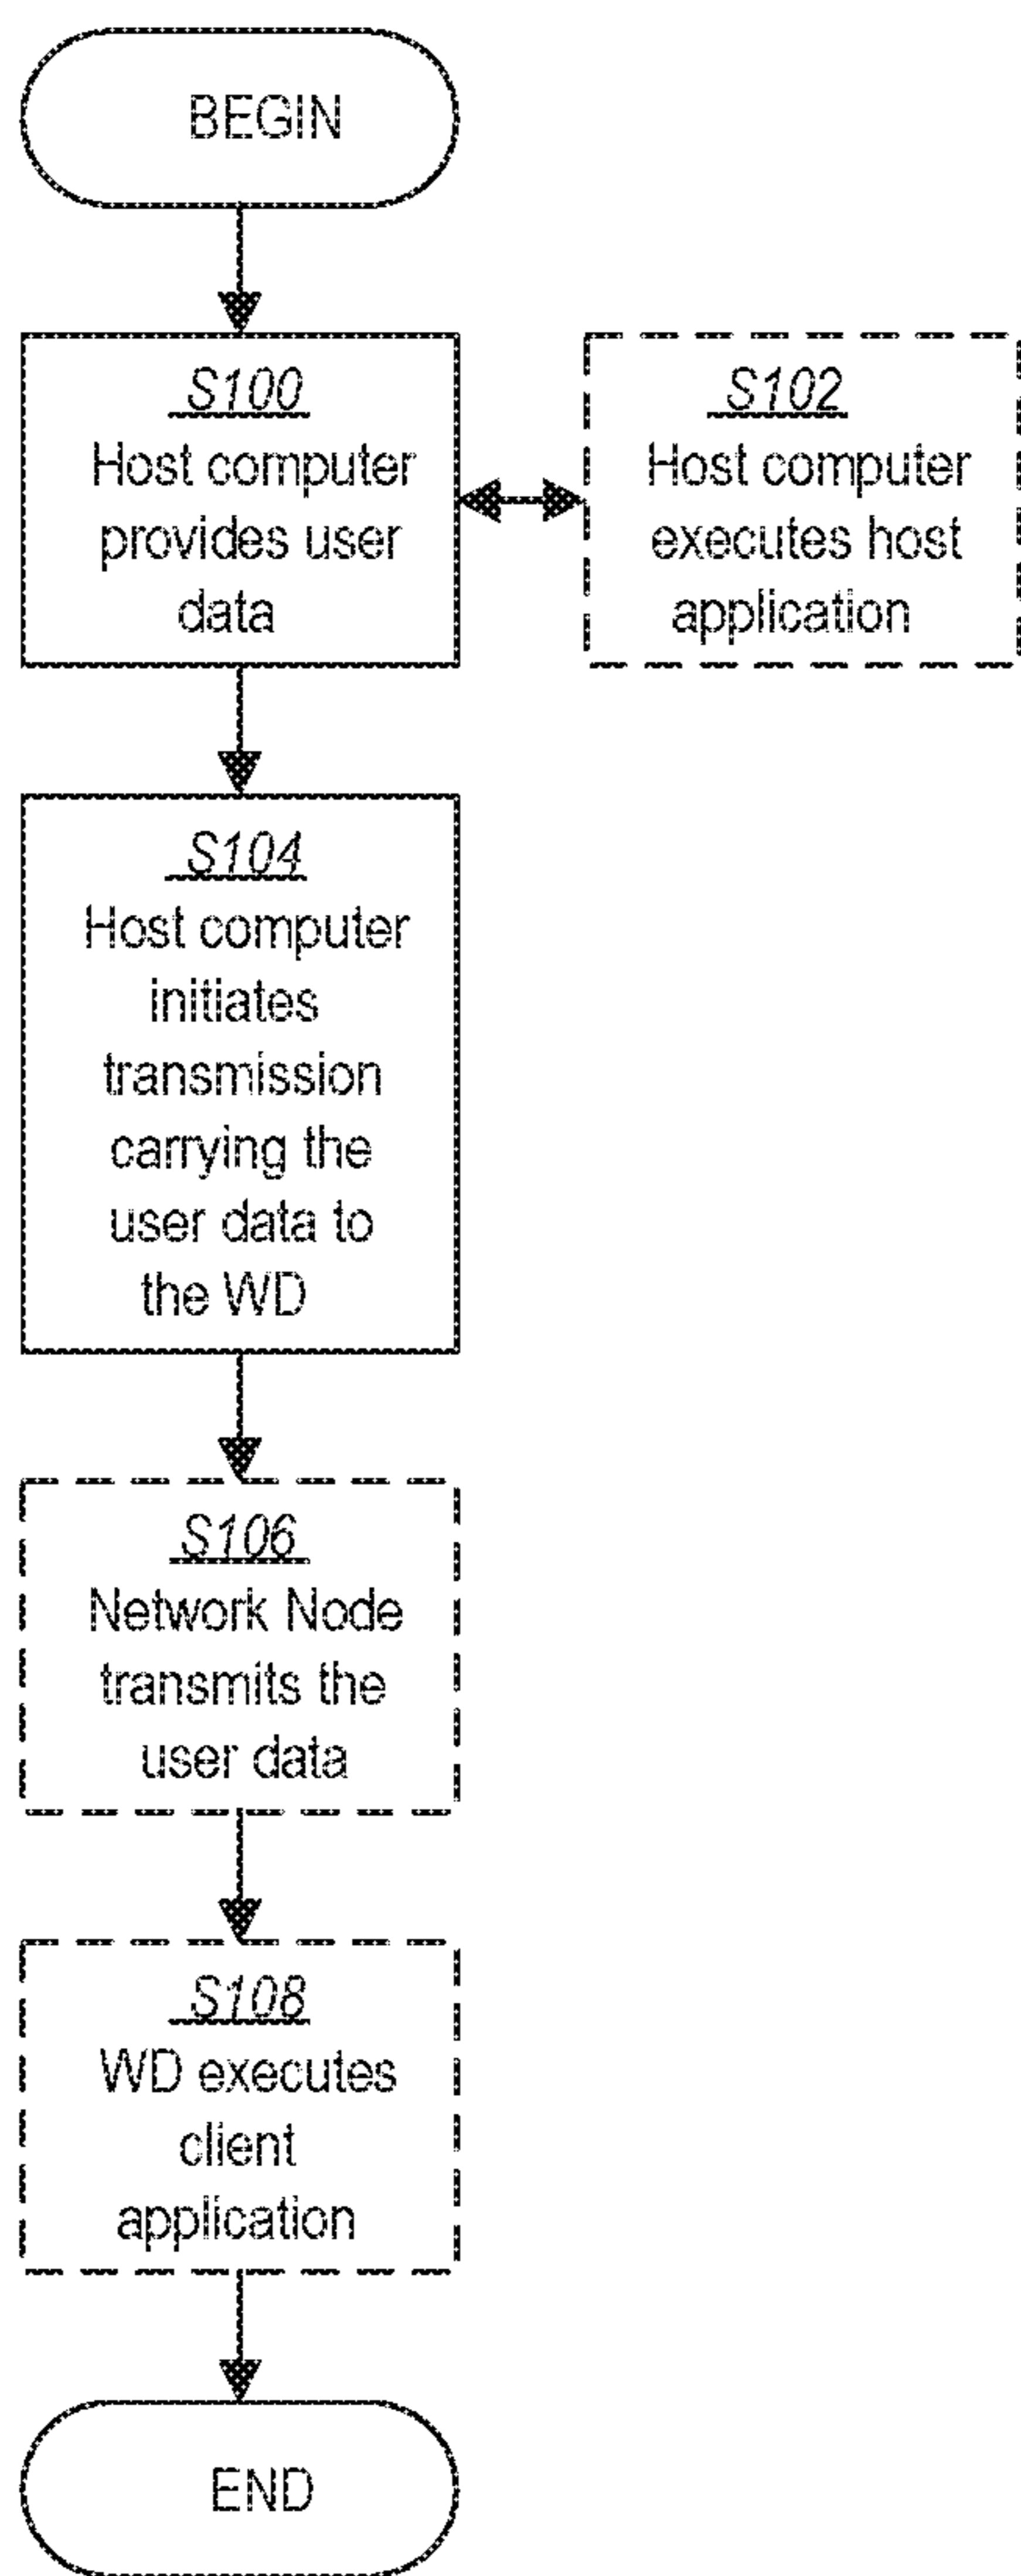 BEGIN
S100
Host computer
provides user
data
S102
Host computer
executes host
application
S104
Host computer
initiates
transmission
carrying the
user data to
the WD
S106
Network Node
transmits the
user data
S108
WD executes
client
application
END